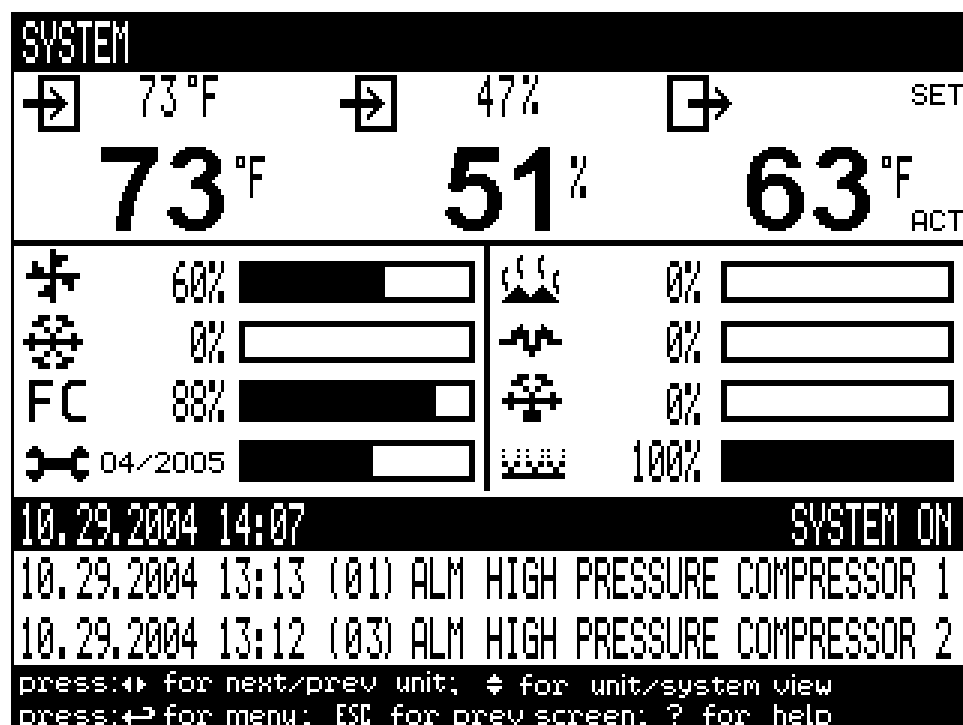 SYSTEM
73°F 47% SET
73°F 51% 63°F ACT
60% 0%
0% 0%
FC 88% 0%
04/2005 100%
10.29.2004 14:07 SYSTEM ON
10.29.2004 13:13 (01) ALM HIGH PRESSURE COMPRESSOR 1
10.29.2004 13:12 (03) ALM HIGH PRESSURE COMPRESSOR 2
press:◂▸ for next/prev unit; ♦ for unit/system view
press:↵ for menu; ESC for prev screen; ? for help